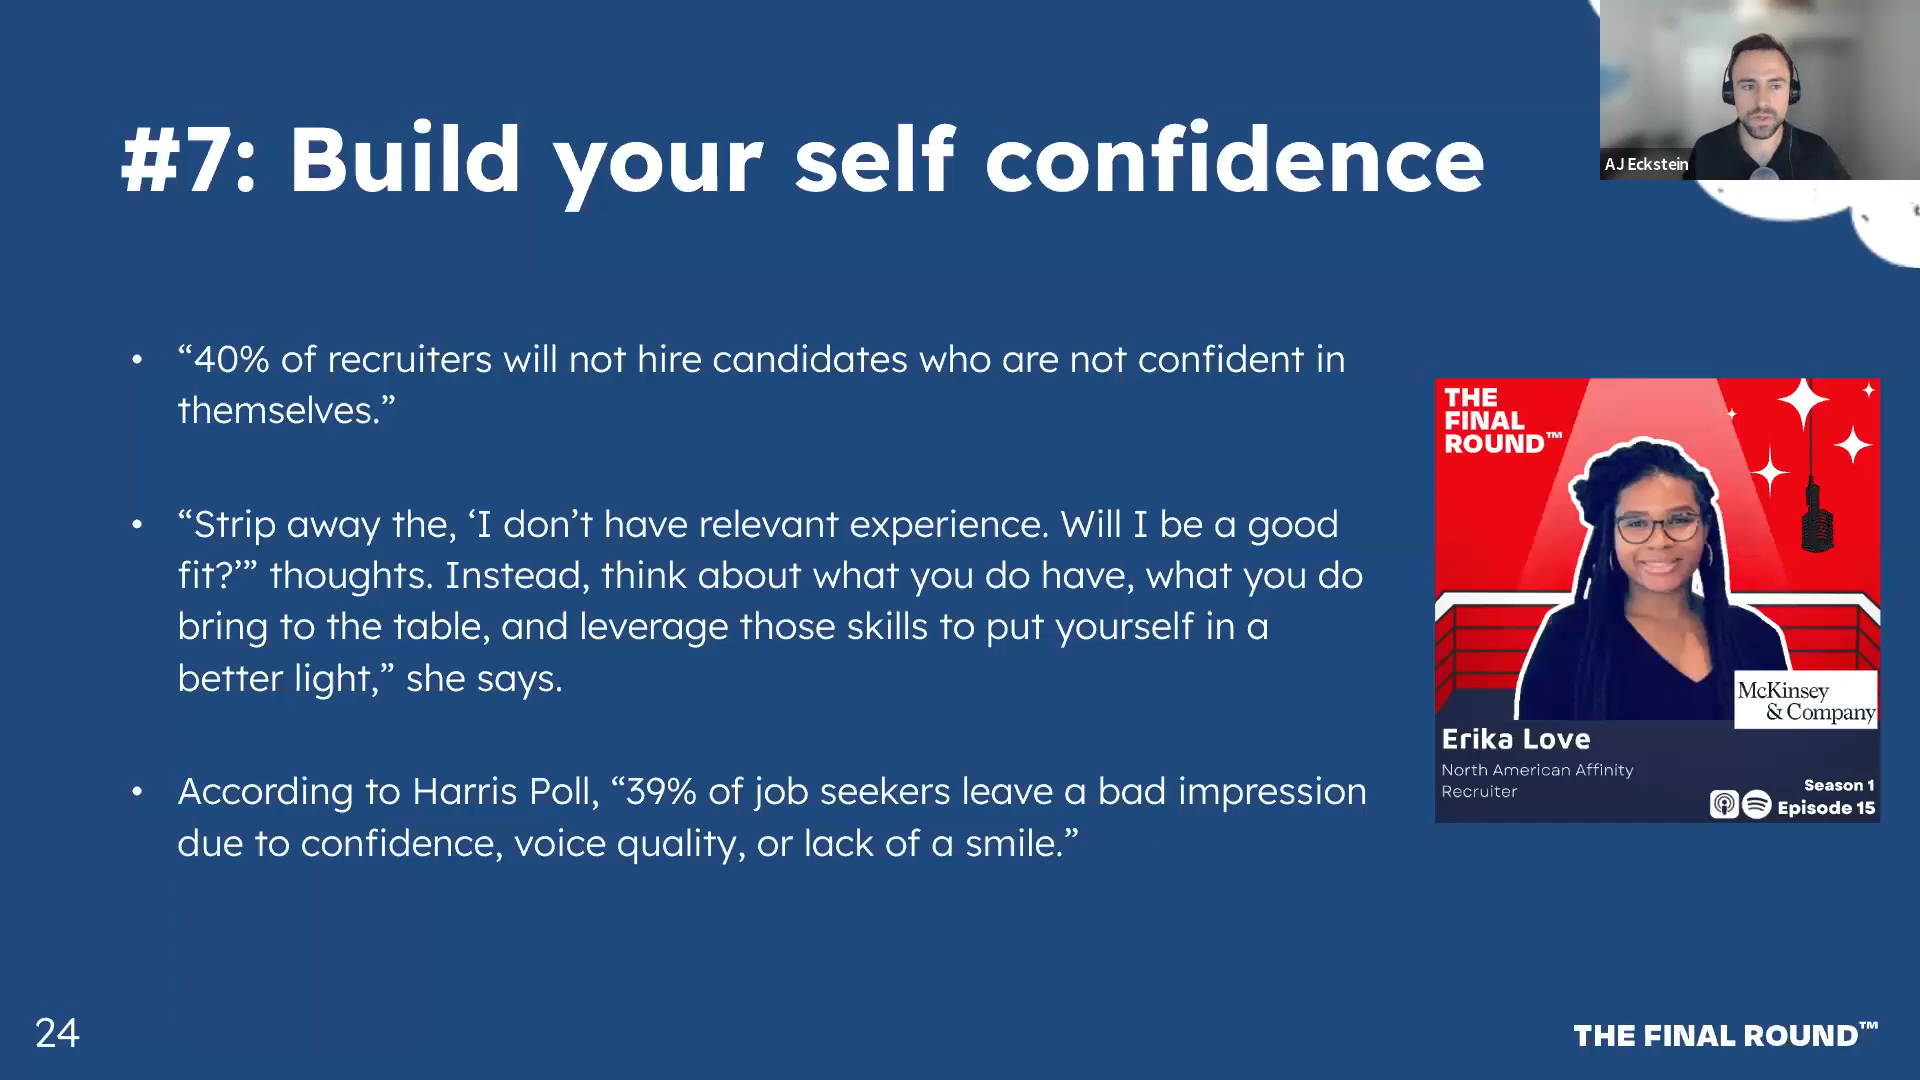 #7: Build your self confidence
AJ Eckstein
• “40% of recruiters will not hire candidates who are not confident in
themselves.”
• “Strip away the, ‘I don’t have relevant experience. Will I be a good
fit?’” thoughts. Instead, think about what you do have, what you do
bring to the table, and leverage those skills to put yourself in a
better light,” she says.
• According to Harris Poll, “39% of job seekers leave a bad impression
due to confidence, voice quality, or lack of a smile.”
THE
FINAL
ROUND™
McKinsey
& Company
Erika Love
North American Affinity
Recruiter
Season 1
Episode 15
24
THE FINAL ROUND™